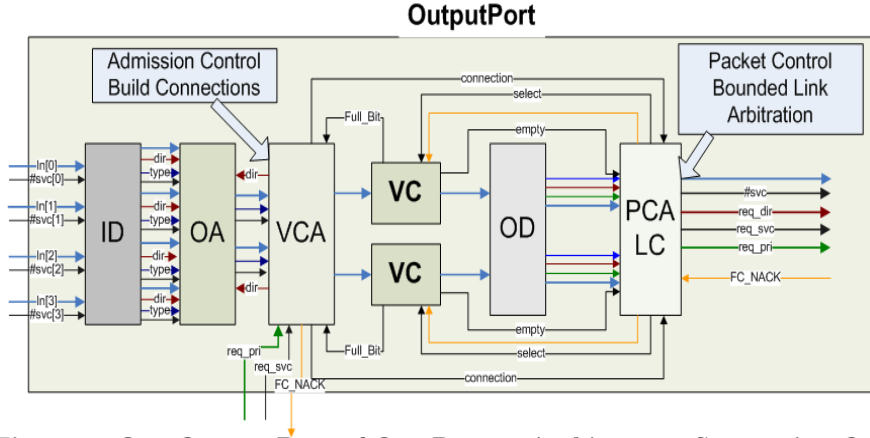 OutputPort
Admission Control
Build Connections
Packet Control
Bounded Link
Arbitration
connection
select
Full_Bit
empty
In[0]
#svc[0]
In[1]
#svc[1]
In[2]
#svc[2]
In[3]
#svc[3]
ID
dir
type
dir
type
dir
type
dir
type
OA
dir
dir
VCA
VC
VC
OD
PCA
LC
#svc
req_dir
req_svc
req_pri
FC_NACK
empty
select
Full_Bit
connection
req_pri
req_svc
FC_NACK